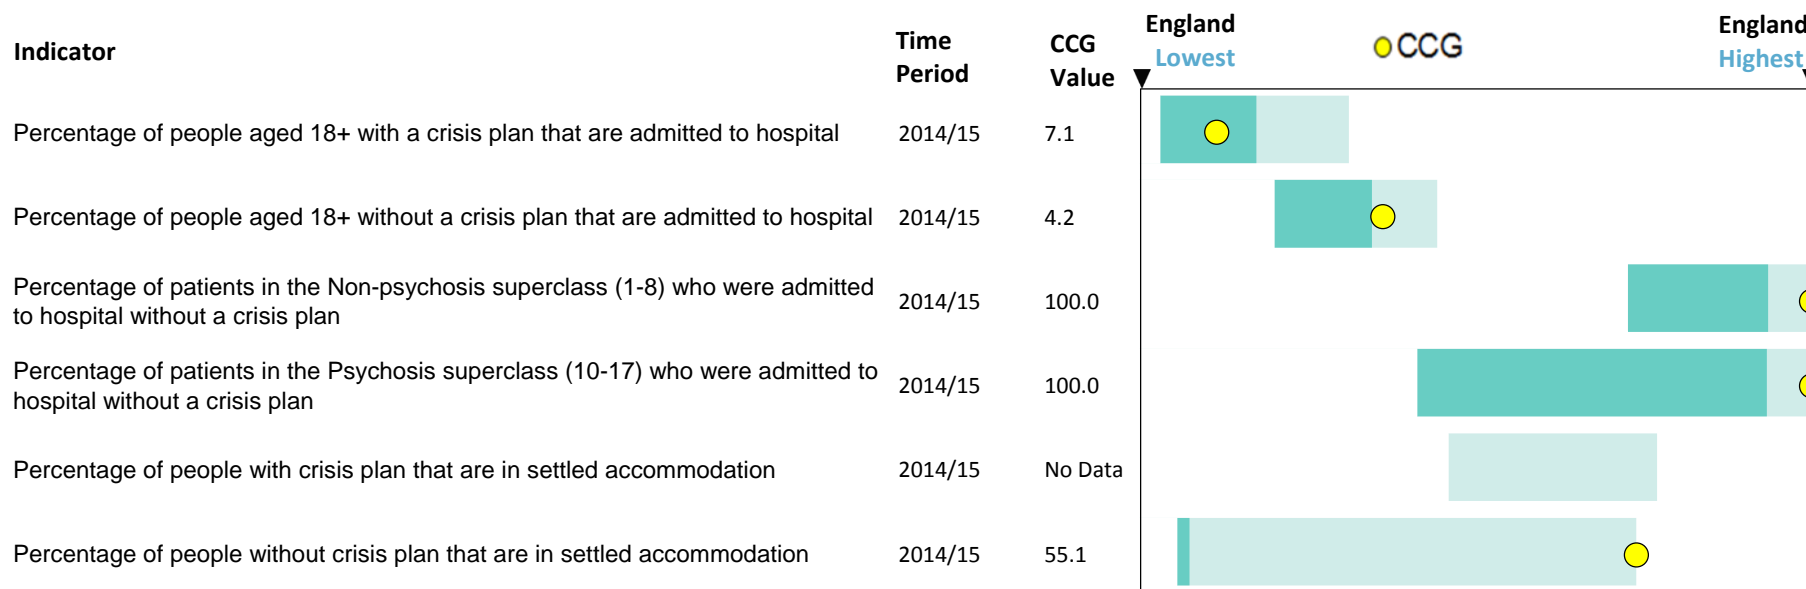 Indicator
Time
Period
CCG
Value
England
Lowest
CCG
England
Highest
Percentage of people aged 18+ with a crisis plan that are admitted to hospital 2014/15 7.1
Percentage of people aged 18+ without a crisis plan that are admitted to hospital 2014/15 4.2
Percentage of patients in the Non-psychosis superclass (1-8) who were admitted
to hospital without a crisis plan
2014/15 100.0
Percentage of patients in the Psychosis superclass (10-17) who were admitted to
hospital without a crisis plan
2014/15 100.0
Percentage of people with crisis plan that are in settled accommodation 2014/15 No Data
Percentage of people without crisis plan that are in settled accommodation 2014/15 55.1